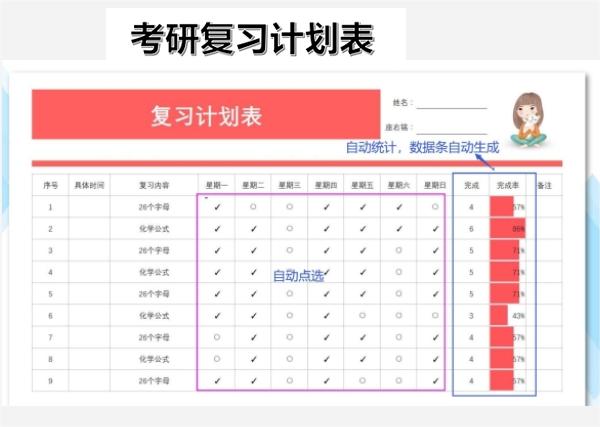 考研复习计划表
复习计划表
姓名：
座右铭：
自动统计，数据条自动生成
序号 具体时间 复习内容 星期一 星期二 星期三 星期四 星期五 星期六 星期日 完成 完成率 备注
1 26个字母 ✓ ○ ○ ✓ ✓ ✓ ○ 4 57%
2 化学公式 ✓ ✓ ○ ✓ ✓ ✓ ✓ 6 86%
3 26个字母 ✓ ✓ ○ ✓ ✓ ○ ✓ 5 71%
4 化学公式 ✓ ✓ ○ ✓ ✓ ○ ✓ 5 71%
自动点选
5 26个字母 ✓ ✓ ○ ✓ ✓ ○ ✓ 5 71%
6 化学公式 ✓ ✓ ○ ✓ ○ ○ ○ 3 43%
7 26个字母 ○ ✓ ○ ✓ ✓ ○ ✓ 4 57%
8 化学公式 ○ ✓ ○ ✓ ✓ ○ ✓ 4 57%
9 26个字母 ✓ ✓ ○ ✓ ○ ○ ✓ 4 57%